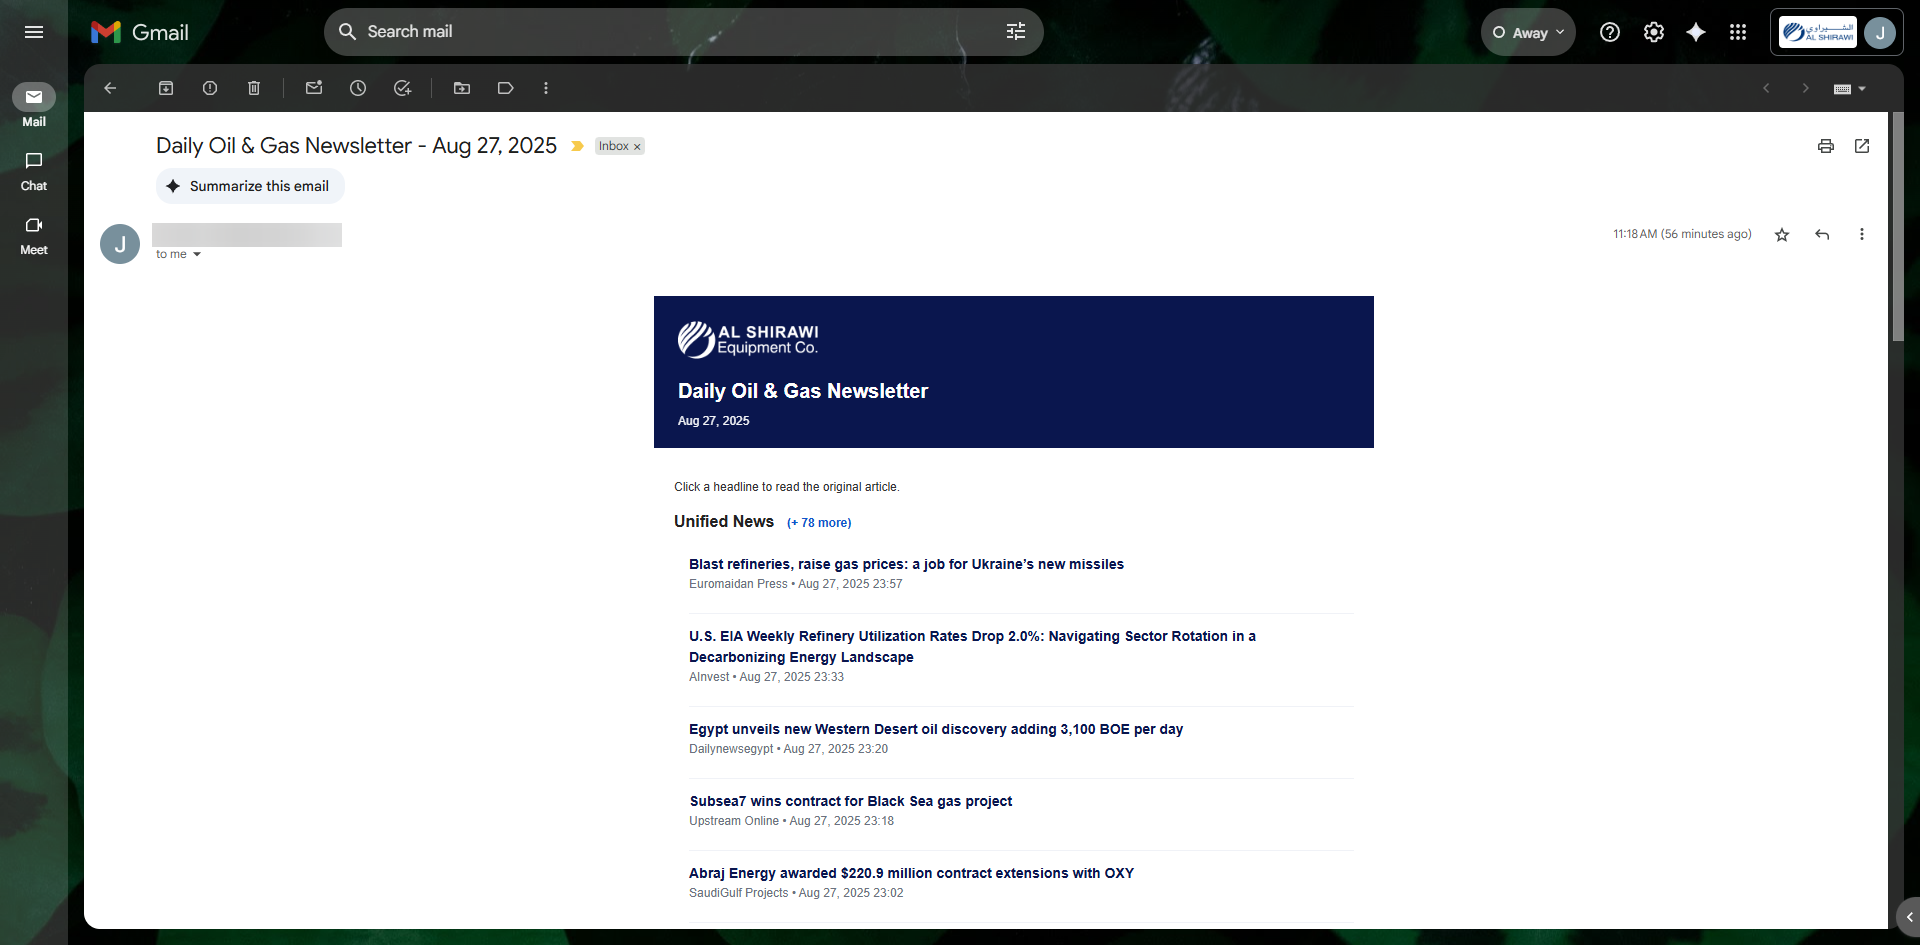 Gmail
Search mail
Away
الشيراوي
AL SHIRAWI
J
Mail
Chat
Meet
Daily Oil & Gas Newsletter - Aug 27, 2025
Inbox ×
Summarize this email
J
to me
11:18 AM (56 minutes ago)
AL SHIRAWI
Equipment Co.
Daily Oil & Gas Newsletter
Aug 27, 2025
Click a headline to read the original article.
Unified News (+ 78 more)
Blast refineries, raise gas prices: a job for Ukraine’s new missiles
Euromaidan Press • Aug 27, 2025 23:57
U.S. EIA Weekly Refinery Utilization Rates Drop 2.0%: Navigating Sector Rotation in a
Decarbonizing Energy Landscape
AInvest • Aug 27, 2025 23:33
Egypt unveils new Western Desert oil discovery adding 3,100 BOE per day
Dailynewsegypt • Aug 27, 2025 23:20
Subsea7 wins contract for Black Sea gas project
Upstream Online • Aug 27, 2025 23:18
Abraj Energy awarded $220.9 million contract extensions with OXY
SaudiGulf Projects • Aug 27, 2025 23:02